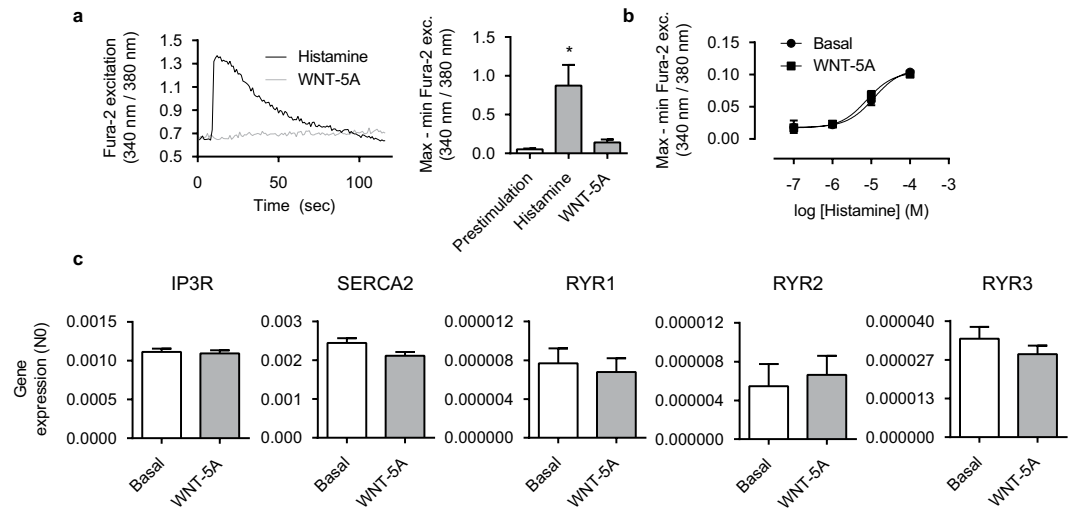 a
Fura-2 excitation
(340 nm / 380 nm)
1.5
1.3
1.1
0.9
0.7
0.5
0
50
100
Time (sec)
Histamine
WNT-5A
Max - min Fura-2 exc.
(340 nm / 380 nm)
1.5
1.0
0.5
0.0
*
Prestimulation
Histamine
WNT-5A
b
Max - min Fura-2 exc.
(340 nm / 380 nm)
0.15
0.10
0.05
0.00
Basal
WNT-5A
-7
-6
-5
-4
-3
log [Histamine] (M)
c
Gene
expression (N0)
IP3R
0.0015
0.0010
0.0005
0.0000
Basal
WNT-5A
SERCA2
0.003
0.002
0.001
0.000
Basal
WNT-5A
RYR1
0.000012
0.000008
0.000004
0.000000
Basal
WNT-5A
RYR2
0.000012
0.000008
0.000004
0.000000
Basal
WNT-5A
RYR3
0.000040
0.000027
0.000013
0.000000
Basal
WNT-5A